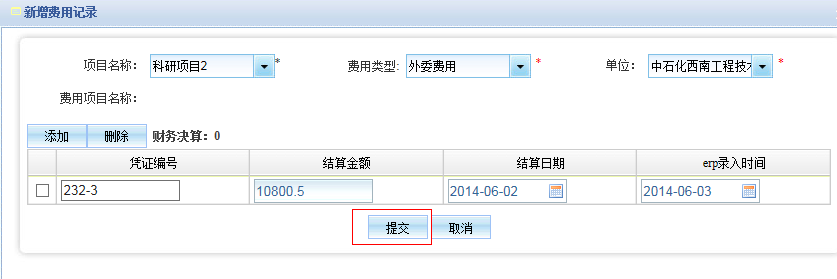 新增费用记录
项目名称: 科研项目2 * 费用类型: 外委费用 * 单位: 中石化西南工程技 *
费用项目名称:
添加 删除 财务决算: 0
凭证编号 结算金额 结算日期 erp录入时间
232-3 10800.5 2014-06-02 2014-06-03
提交 取消